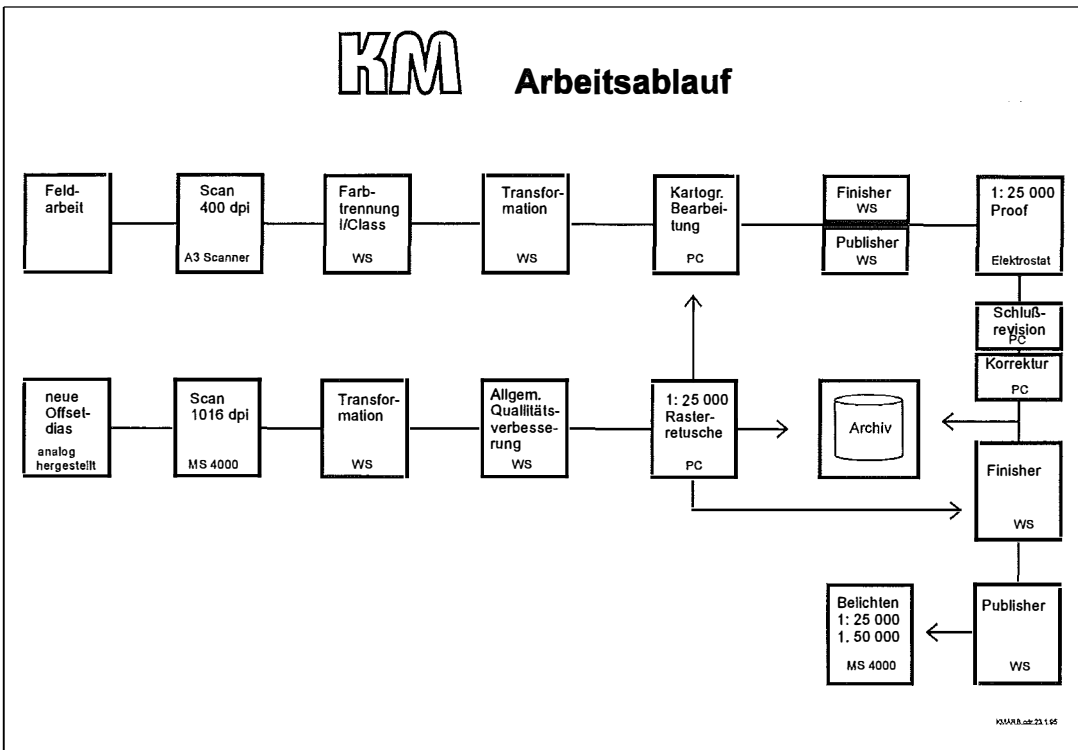 KM Arbeitsablauf
Feld-
arbeit
Scan
400 dpi
A3 Scanner
Farb-
trennung
I/Class
WS
Transfor-
mation
WS
Kartogr.
Bearbei-
tung
PC
Finisher
WS
Publisher
WS
1: 25 000
Proof
Elektrostat
Schluß-
revision
PC
Korrektur
PC
neue
Offset-
dias
analog
hergestellt
Scan
1016 dpi
MS 4000
Transfor-
mation
WS
Allgem.
Quallitäts-
verbesse-
rung
WS
1: 25 000
Raster-
retusche
PC
Archiv
Finisher
WS
Belichten
1: 25 000
1. 50 000
MS 4000
Publisher
WS